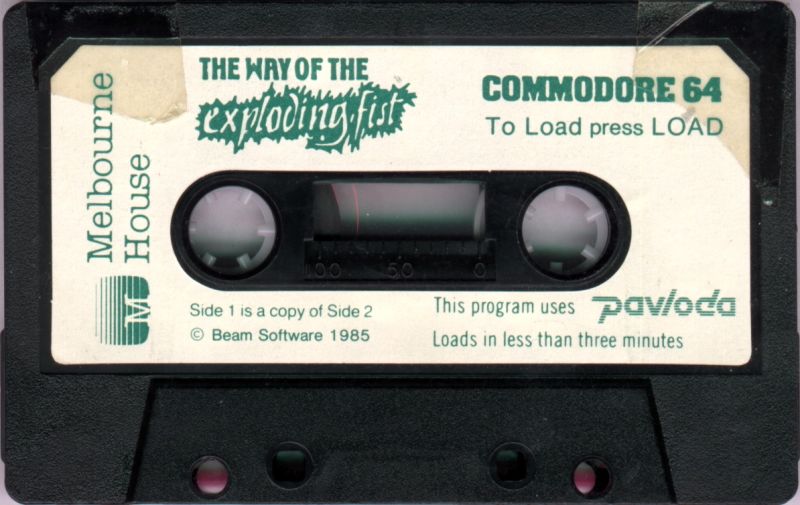 THE WAY OF THE
exploding fist
COMMODORE 64
To Load press LOAD
Melbourne
House
M
100 50 0
Side 1 is a copy of Side 2
© Beam Software 1985
This program uses pavloda
Loads in less than three minutes